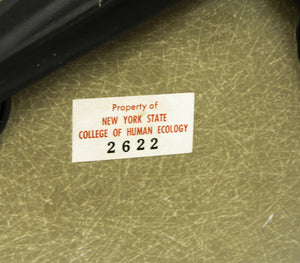 Property of
NEW YORK STATE
COLLEGE OF HUMAN ECOLOGY
2622